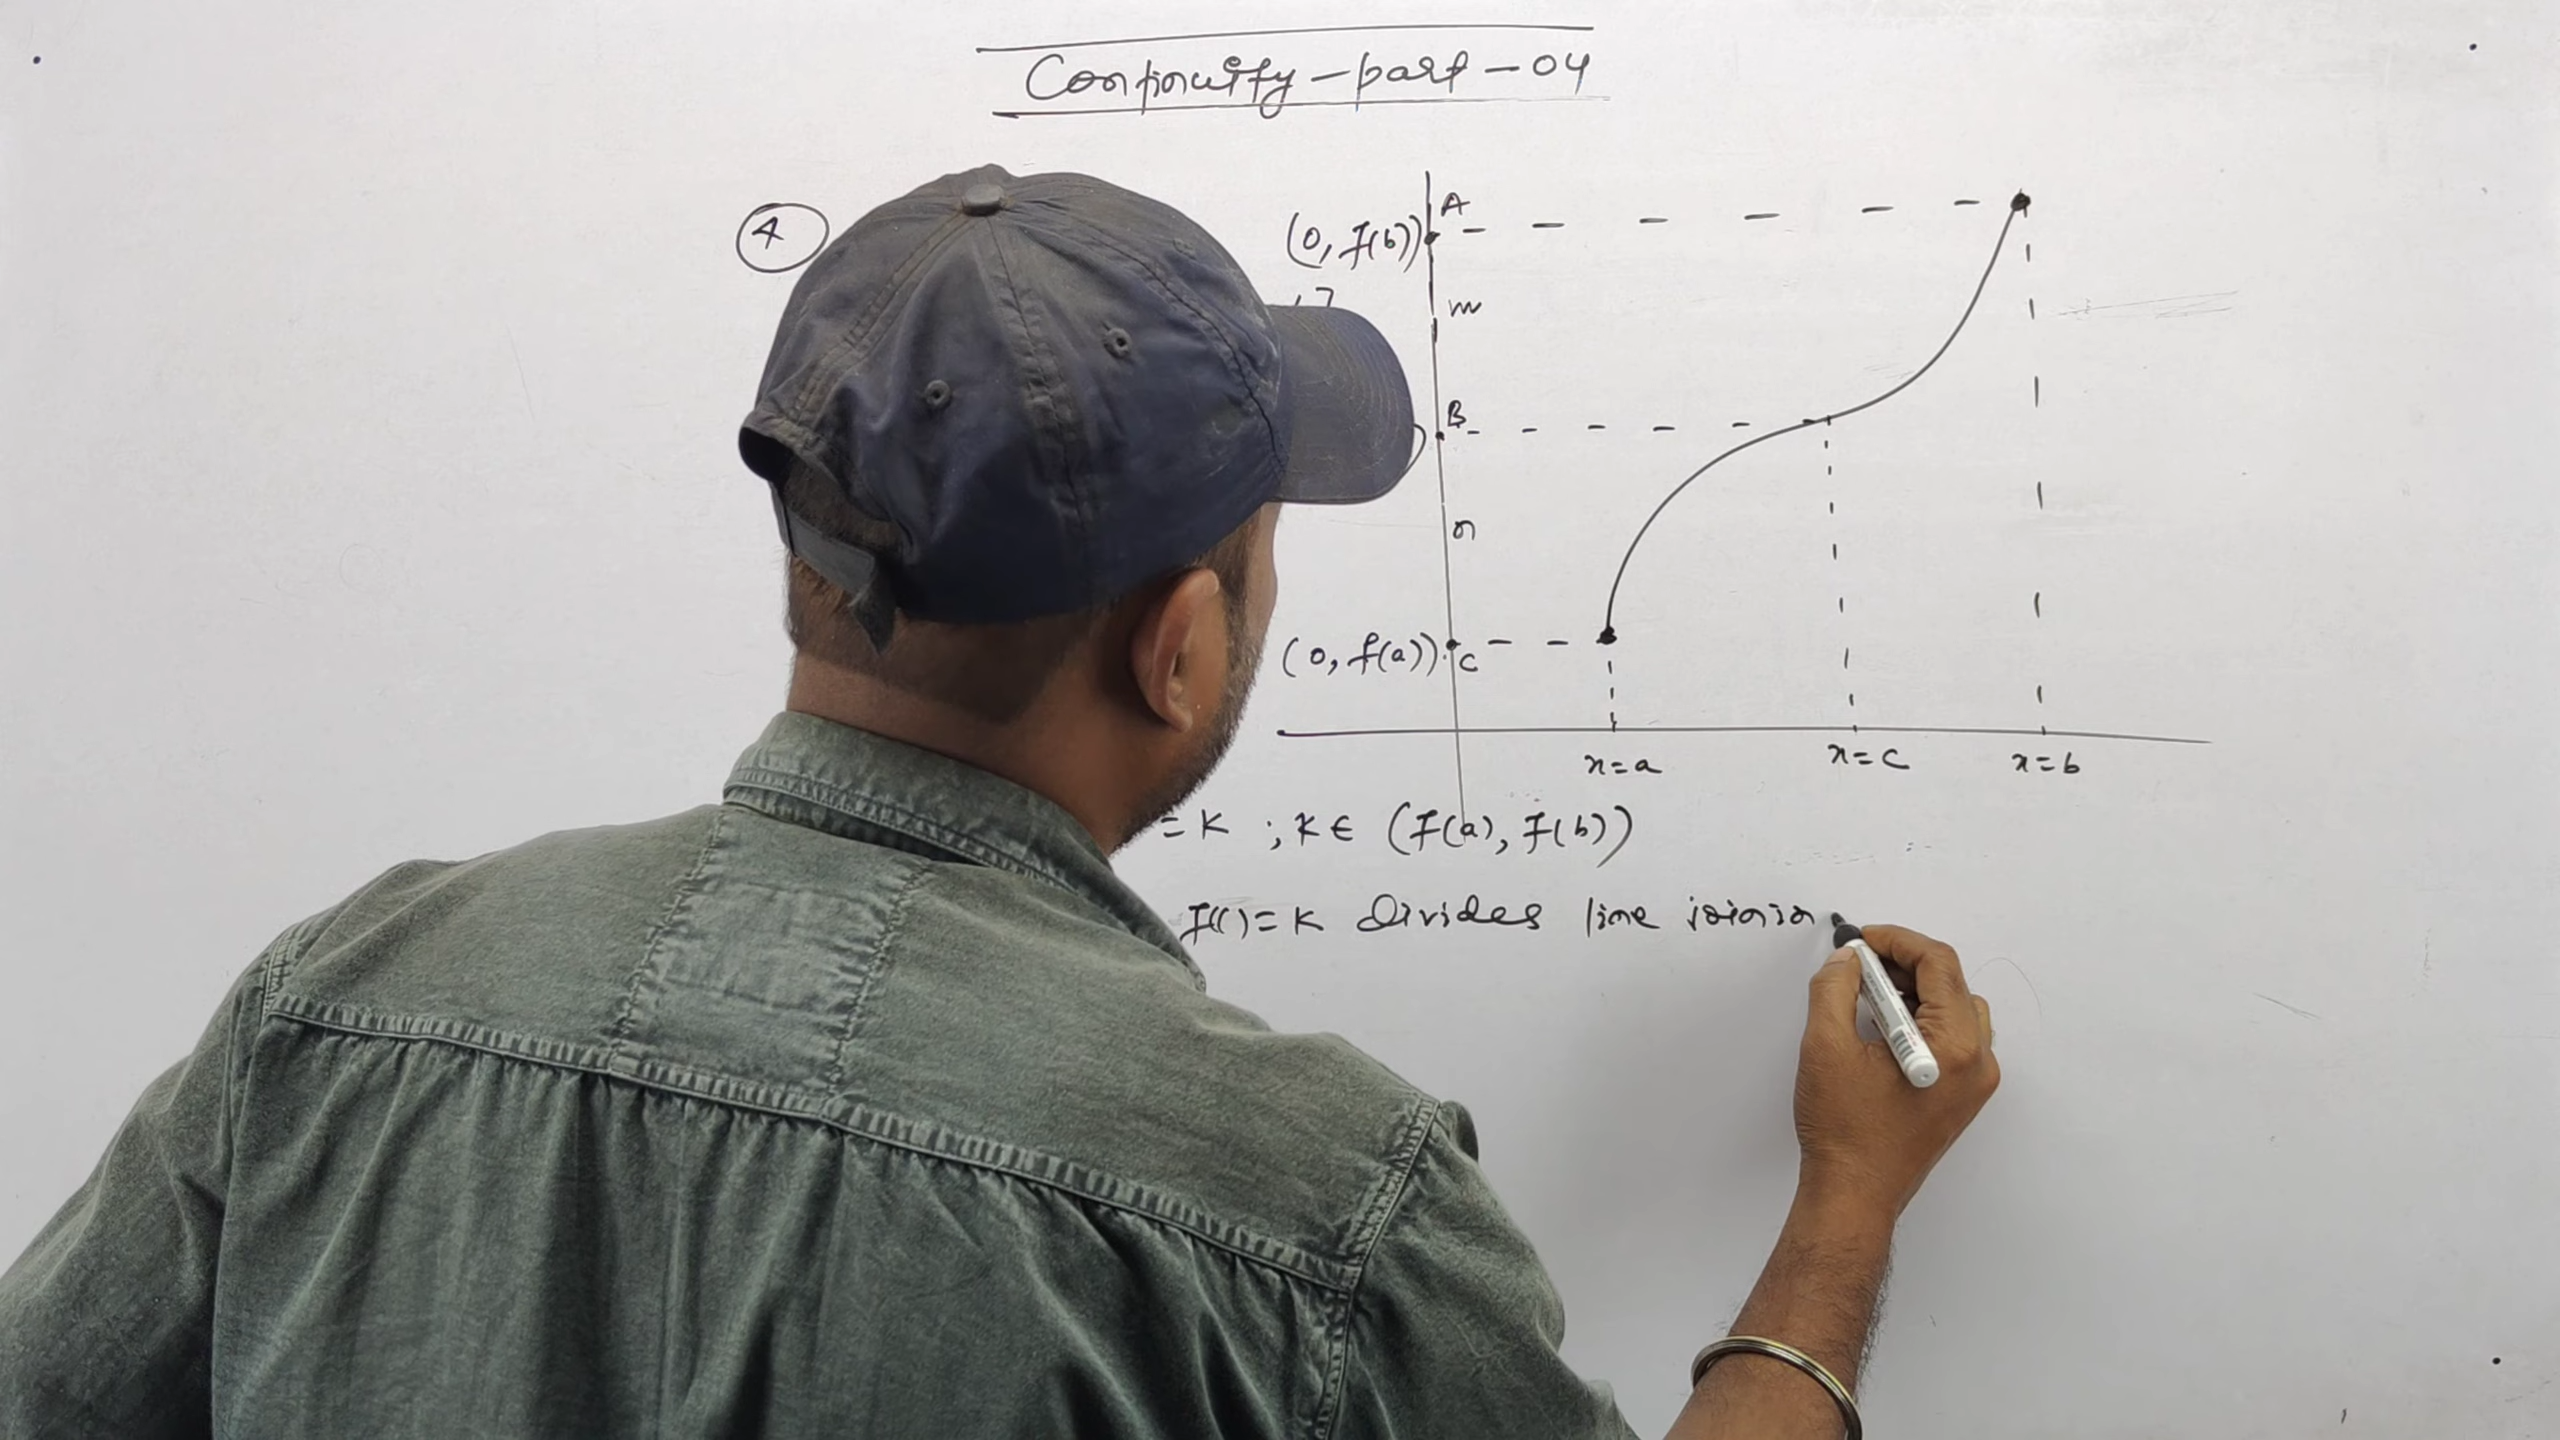 Continuity - part - 04
4
A
(0, f(b))
m
B
n
(0, f(a))
C
x=a
x=c
x=b
= K ; K ∈ (f(a), f(b))
f(c) = K Divides line joinin